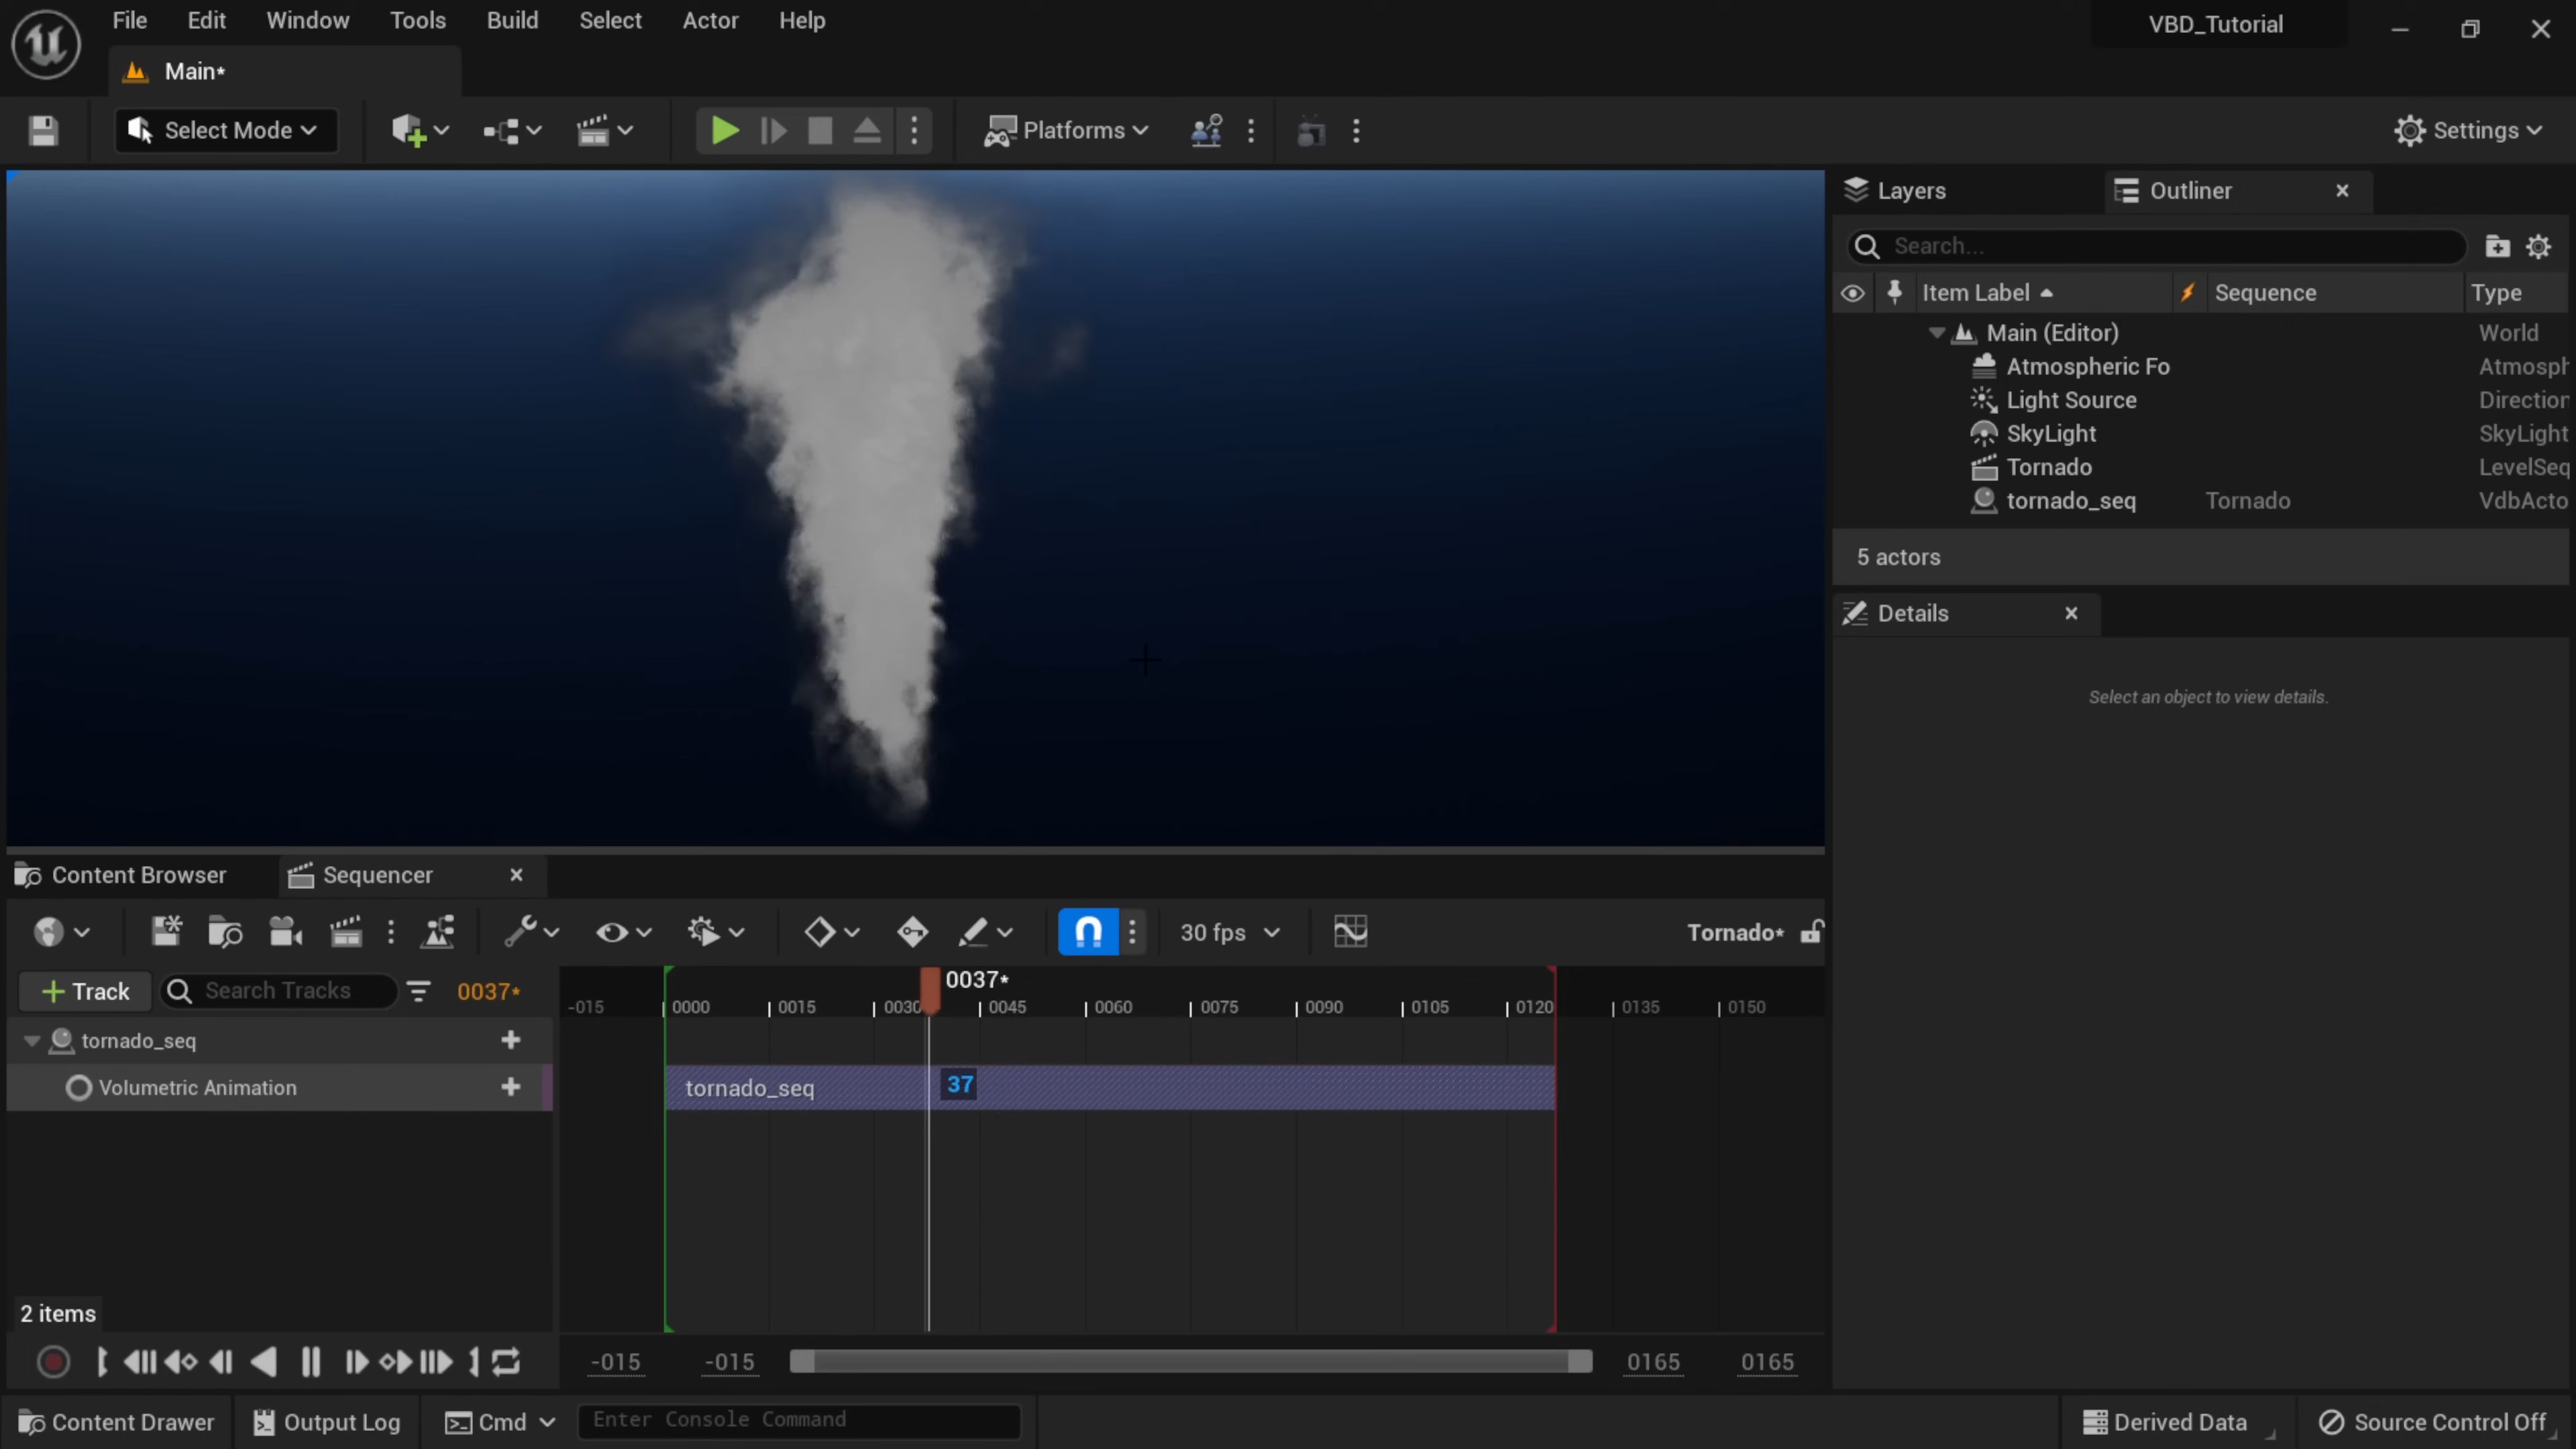 File Edit Window Tools Build Select Actor Help
VBD_Tutorial
Main*
Select Mode
Platforms
Settings
Layers
Outliner
Search...
Item Label Sequence Type
Main (Editor) World
Atmospheric Fo Atmosph
Light Source Direction
SkyLight SkyLight
Tornado LevelSeq
tornado_seq Tornado VdbActo
5 actors
Details
Select an object to view details.
Content Browser
Sequencer
30 fps
Tornado*
Track
Search Tracks
0037*
0037*
-015 0000 0015 0030 0045 0060 0075 0090 0105 0120 0135 0150
tornado_seq
Volumetric Animation
tornado_seq
37
2 items
-015 -015 0165 0165
Content Drawer
Output Log
Cmd
Enter Console Command
Derived Data
Source Control Off